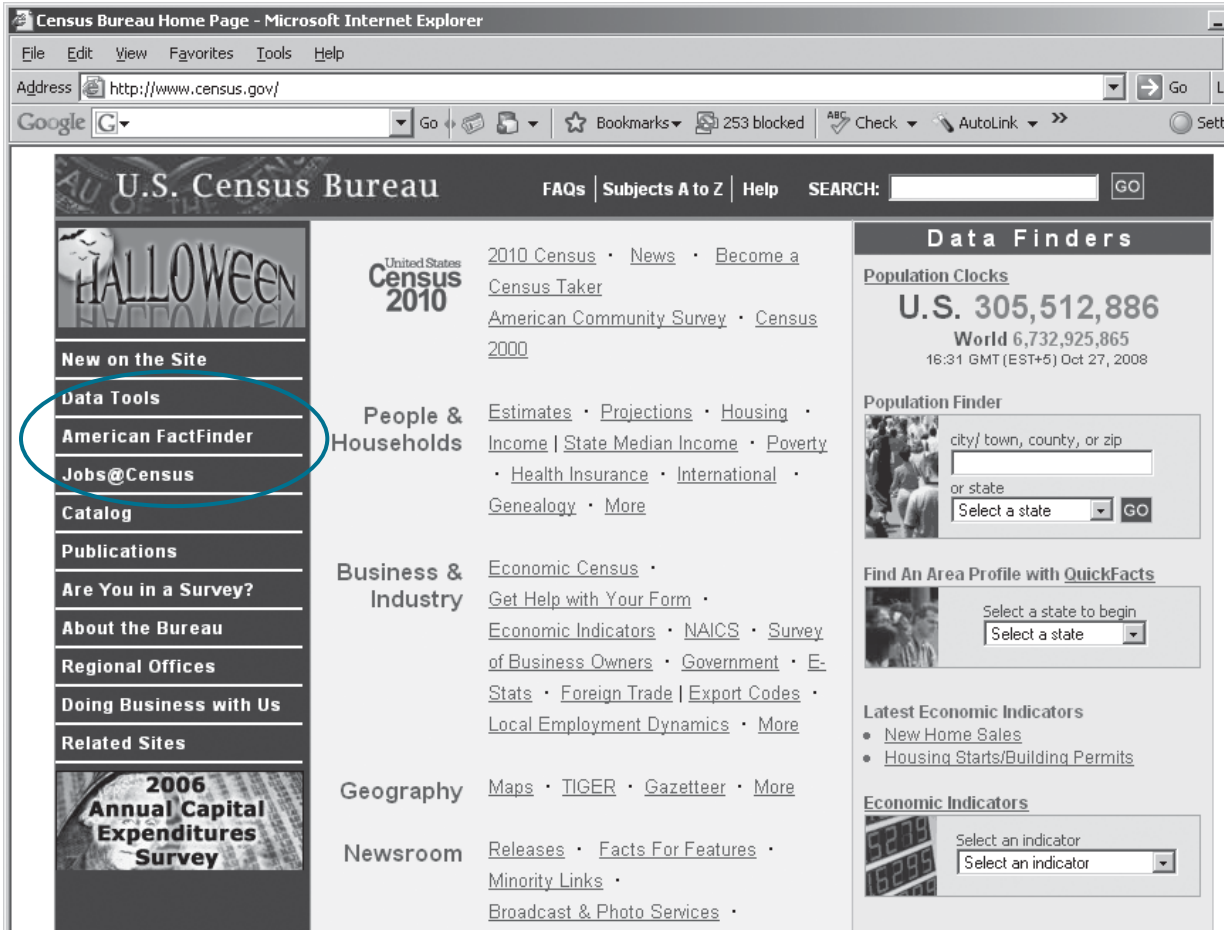 Census Bureau Home Page - Microsoft Internet Explorer
File Edit View Favorites Tools Help
Address http://www.census.gov/ Go L
Google G Go Bookmarks 253 blocked ABC Check AutoLink » Sett
U.S. Census Bureau
FAQs | Subjects A to Z | Help SEARCH: GO
HALLOWEEN
New on the Site
Data Tools
American FactFinder
Jobs@Census
Catalog
Publications
Are You in a Survey?
About the Bureau
Regional Offices
Doing Business with Us
Related Sites
2006
Annual Capital
Expenditures
Survey
United States
Census
2010
2010 Census · News · Become a
Census Taker
American Community Survey · Census
2000
People &
Households
Estimates · Projections · Housing ·
Income | State Median Income · Poverty
· Health Insurance · International ·
Genealogy · More
Business &
Industry
Economic Census ·
Get Help with Your Form ·
Economic Indicators · NAICS · Survey
of Business Owners · Government · E-
Stats · Foreign Trade | Export Codes ·
Local Employment Dynamics · More
Geography
Maps · TIGER · Gazetteer · More
Newsroom
Releases · Facts For Features ·
Minority Links ·
Broadcast & Photo Services ·
Data Finders
Population Clocks
U.S. 305,512,886
World 6,732,925,865
16:31 GMT (EST+5) Oct 27, 2008
Population Finder
city/ town, county, or zip
or state
Select a state GO
Find An Area Profile with QuickFacts
Select a state to begin
Select a state
Latest Economic Indicators
• New Home Sales
• Housing Starts/Building Permits
Economic Indicators
Select an indicator
Select an indicator